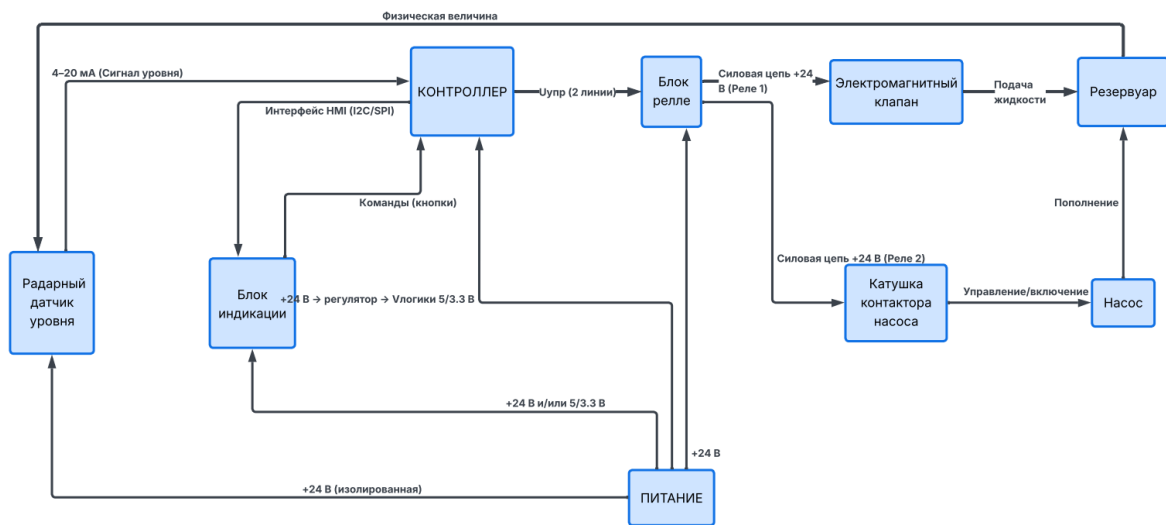 Физическая величина
4–20 мА (Сигнал уровня)
КОНТРОЛЛЕР
Uупр (2 линии)
Блок
релле
Силовая цепь +24
В (Реле 1)
Электромагнитный
клапан
Подача
жидкости
Резервуар
Интерфейс HMI (I2C/SPI)
Команды (кнопки)
Пополнение
Радарный
датчик
уровня
Блок
индикации
+24 В → регулятор → Vлогики 5/3.3 В
Силовая цепь +24 В (Реле 2)
Катушка
контактора
насоса
Управление/включение
Насос
+24 В и/или 5/3.3 В
+24 В
+24 В (изолированная)
ПИТАНИЕ